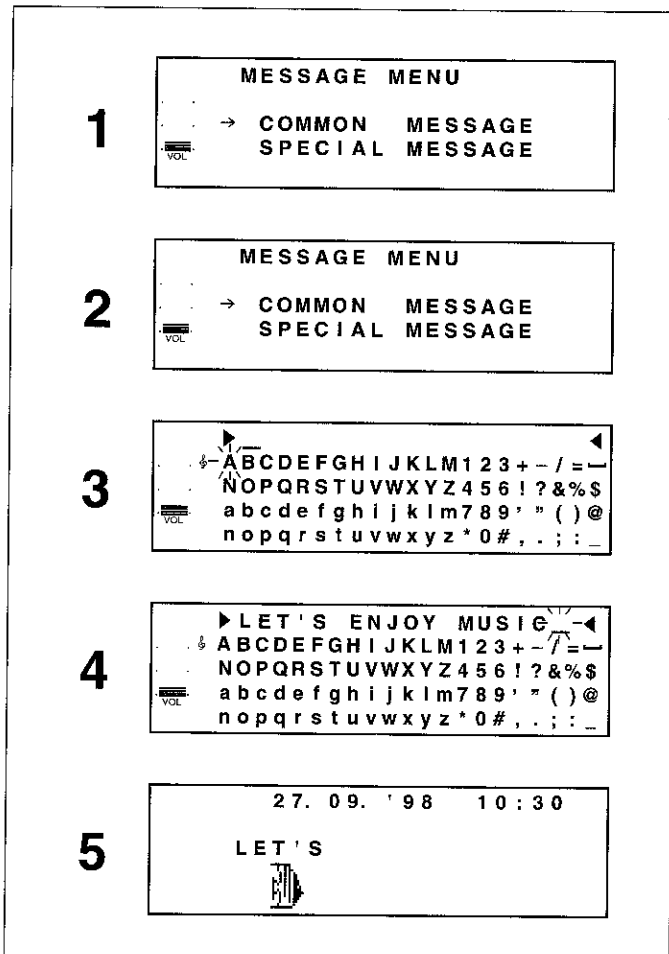 1
MESSAGE MENU
→ COMMON MESSAGE
SPECIAL MESSAGE
VOL
2
MESSAGE MENU
→ COMMON MESSAGE
SPECIAL MESSAGE
VOL
3
ABCDEFGHIJKLM123+-/=
NOPQRSTUVWXYZ456!?&%$
abcdefghijklm789'"()@
VOL
nopqrstuvwxyz*0#,.;:_
4
LET'S ENJOY MUSIC_
ABCDEFGHIJKLM123+-/=
NOPQRSTUVWXYZ456!?&%$
abcdefghijklm789'"()@
VOL
nopqrstuvwxyz*0#,.;:_
5
27. 09. '98 10:30
LET'S